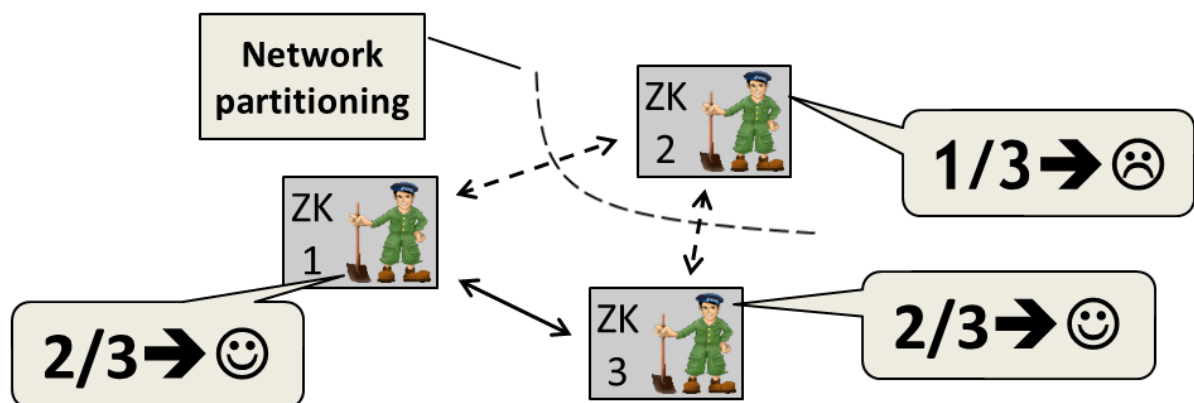 Network
partitioning
ZK
2
1/3➔☹
ZK
1
2/3➔☺
ZK
3
2/3➔☺